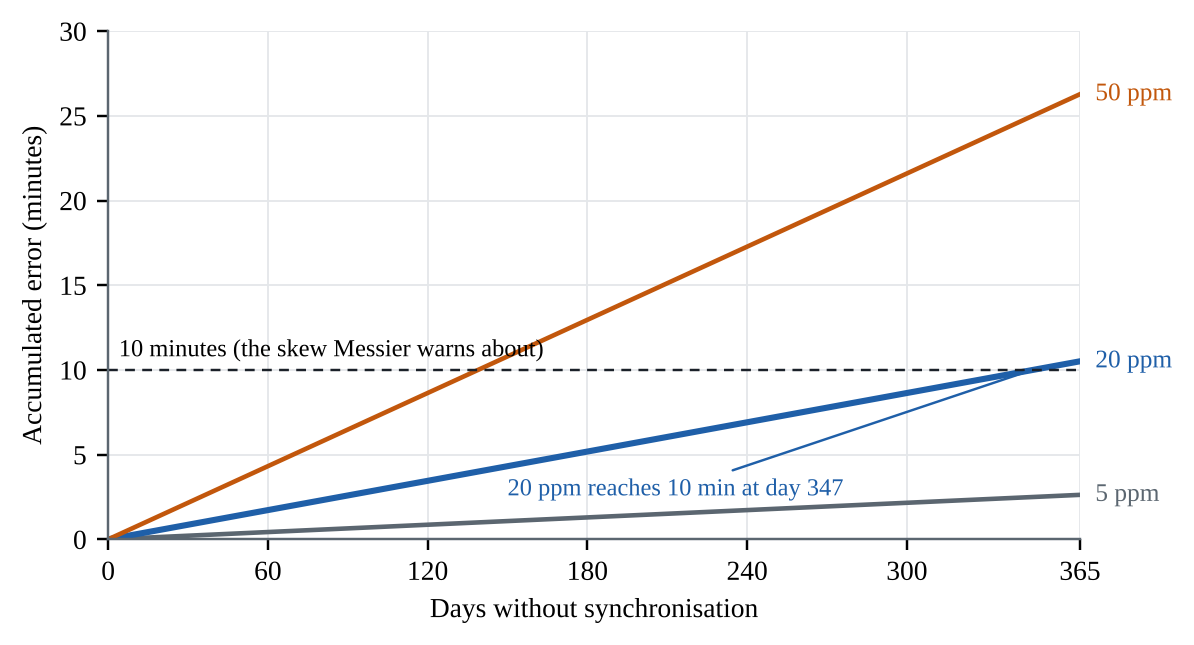 30
25
20
15
10
5
0
Accumulated error (minutes)
50 ppm
10 minutes (the skew Messier warns about)
20 ppm
20 ppm reaches 10 min at day 347
5 ppm
0 60 120 180 240 300 365
Days without synchronisation